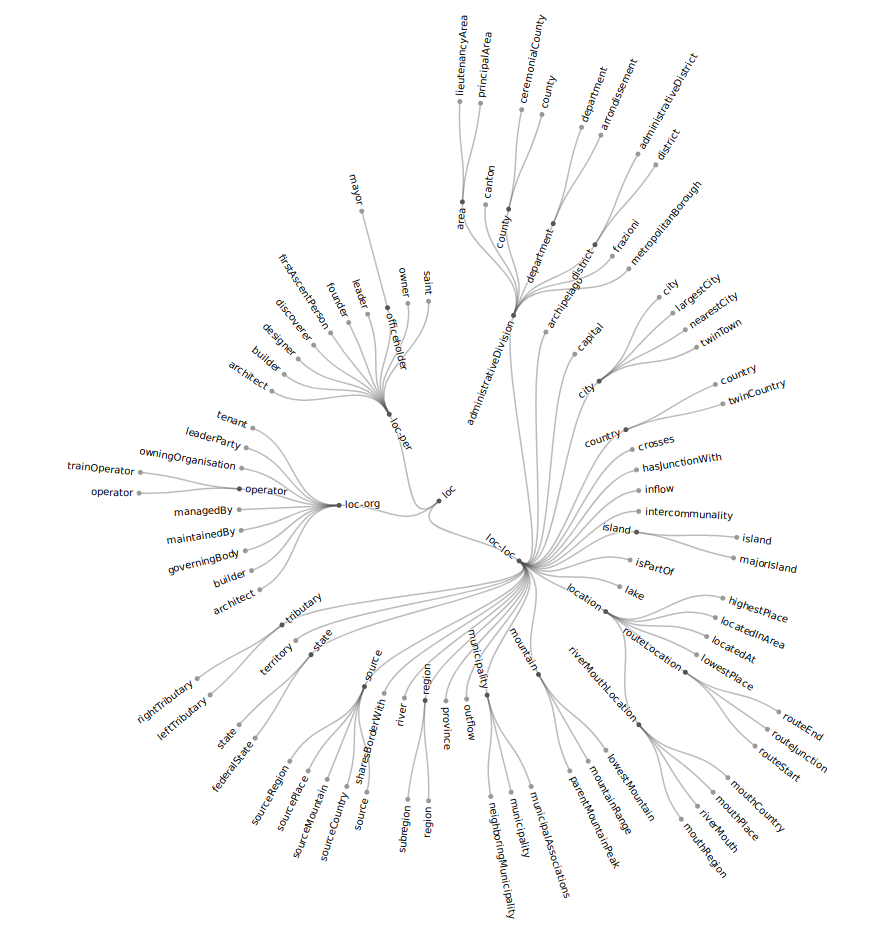 loc
loc-per
architect
builder
designer
discoverer
firstAscentPerson
founder
leader
officeholder
mayor
owner
saint
loc-org
tenant
leaderParty
owningOrganisation
operator
trainOperator
operator
managedBy
maintainedBy
governingBody
builder
architect
loc-loc
administrativeDivision
area
lieutenancyArea
principalArea
canton
county
ceremonialCounty
county
department
department
arrondissement
district
administrativeDistrict
district
frazioni
metropolitanBorough
archipelago
capital
city
city
largestCity
nearestCity
twinTown
country
country
twinCountry
crosses
hasJunctionWith
inflow
intercommunality
island
island
majorIsland
isPartOf
lake
location
highestPlace
locatedInArea
locatedAt
lowestPlace
routeLocation
routeEnd
routeJunction
routeStart
riverMouthLocation
mouthCountry
mouthPlace
riverMouth
mouthRegion
mountain
lowestMountain
mountainRange
parentMountainPeak
municipality
municipalAssociations
municipality
neighboringMunicipality
outflow
province
region
region
subregion
river
sharesBorderWith
source
source
sourceCountry
sourceMountain
sourcePlace
sourceRegion
state
federalState
state
territory
tributary
leftTributary
rightTributary